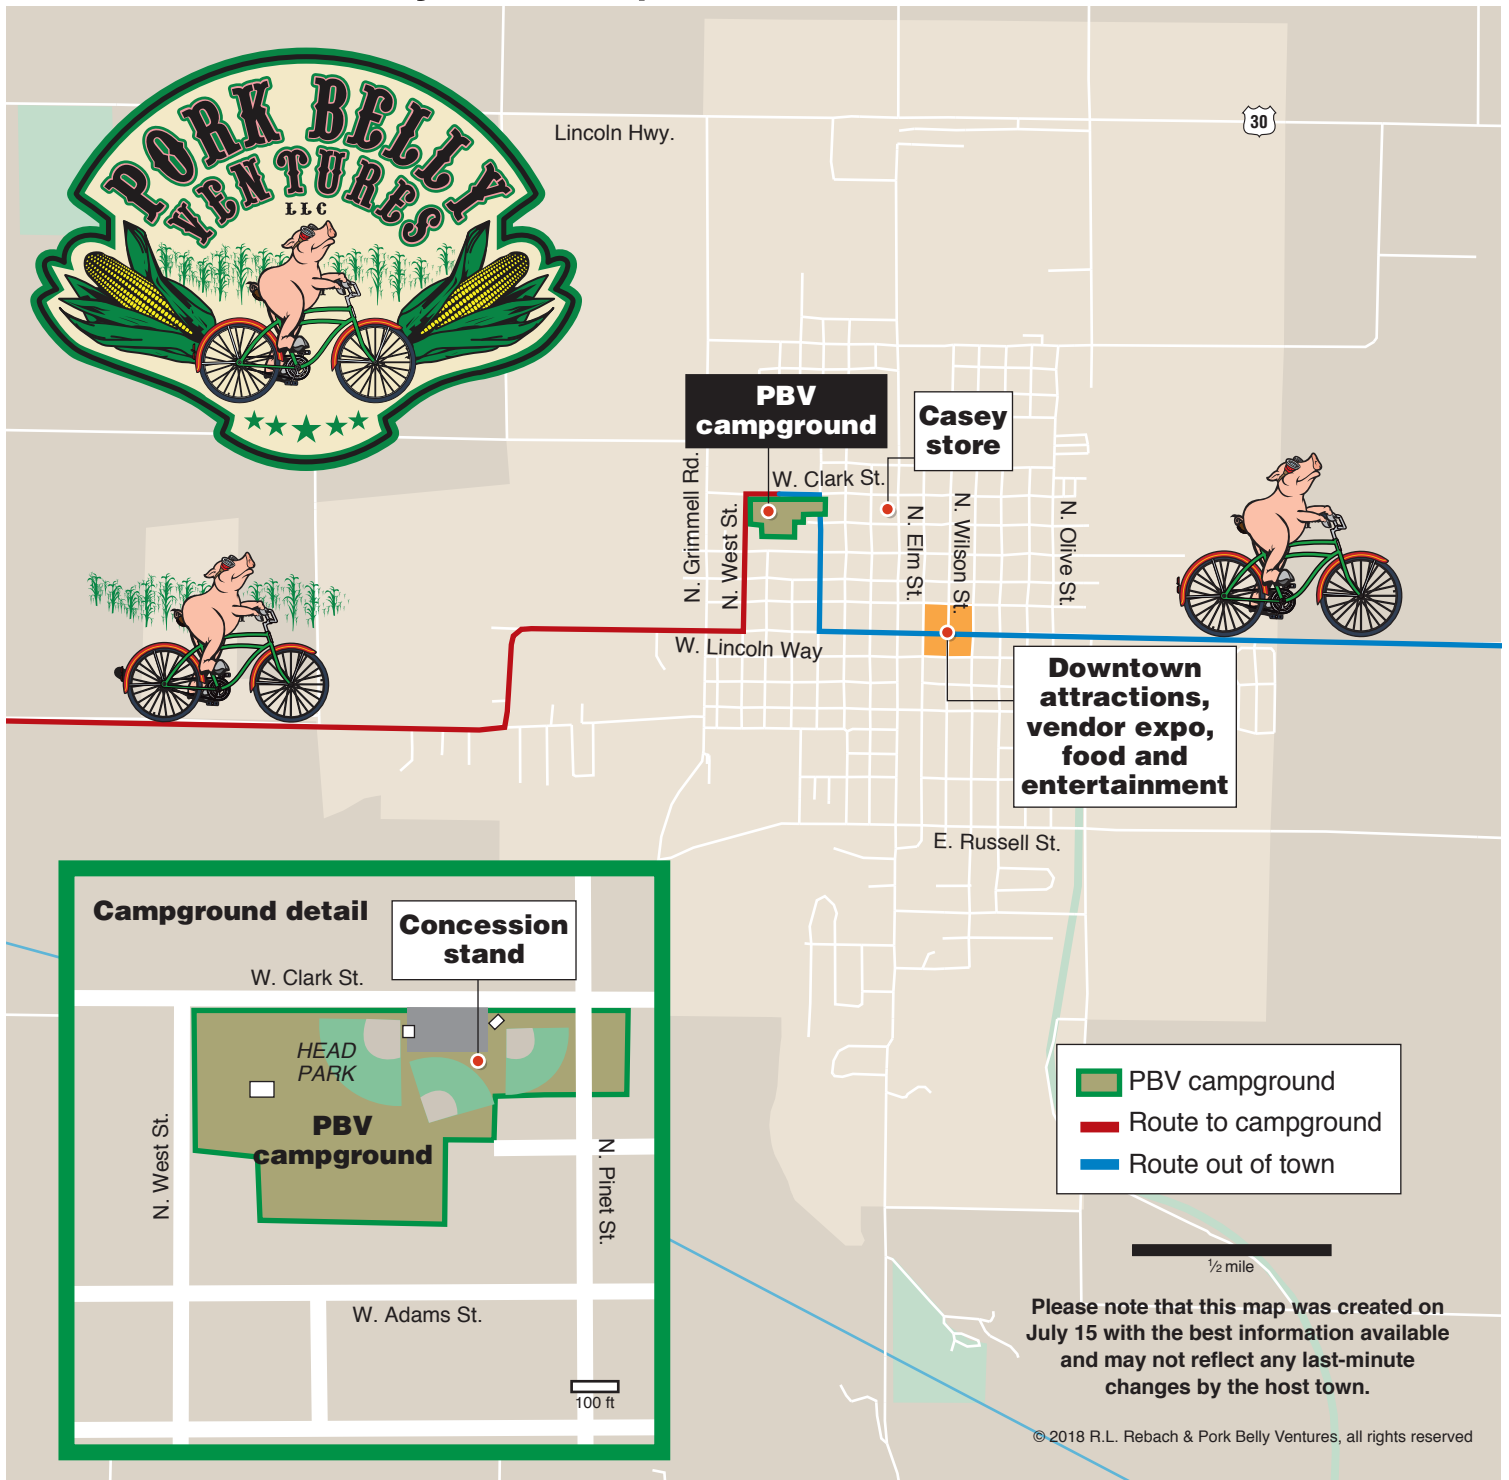 PORK BELLY
VENTURES
LLC
Lincoln Hwy.
30
PBV
campground
Casey
store
W. Clark St.
N. Grimmell Rd.
N. West St.
N. Elm St.
N. Wilson St.
N. Olive St.
W. Lincoln Way
Downtown
attractions,
vendor expo,
food and
entertainment
E. Russell St.
Campground detail
Concession
stand
W. Clark St.
HEAD
PARK
PBV
campground
N. West St.
N. Pinet St.
W. Adams St.
100 ft
PBV campground
Route to campground
Route out of town
½ mile
Please note that this map was created on
July 15 with the best information available
and may not reflect any last-minute
changes by the host town.
© 2018 R.L. Rebach & Pork Belly Ventures, all rights reserved